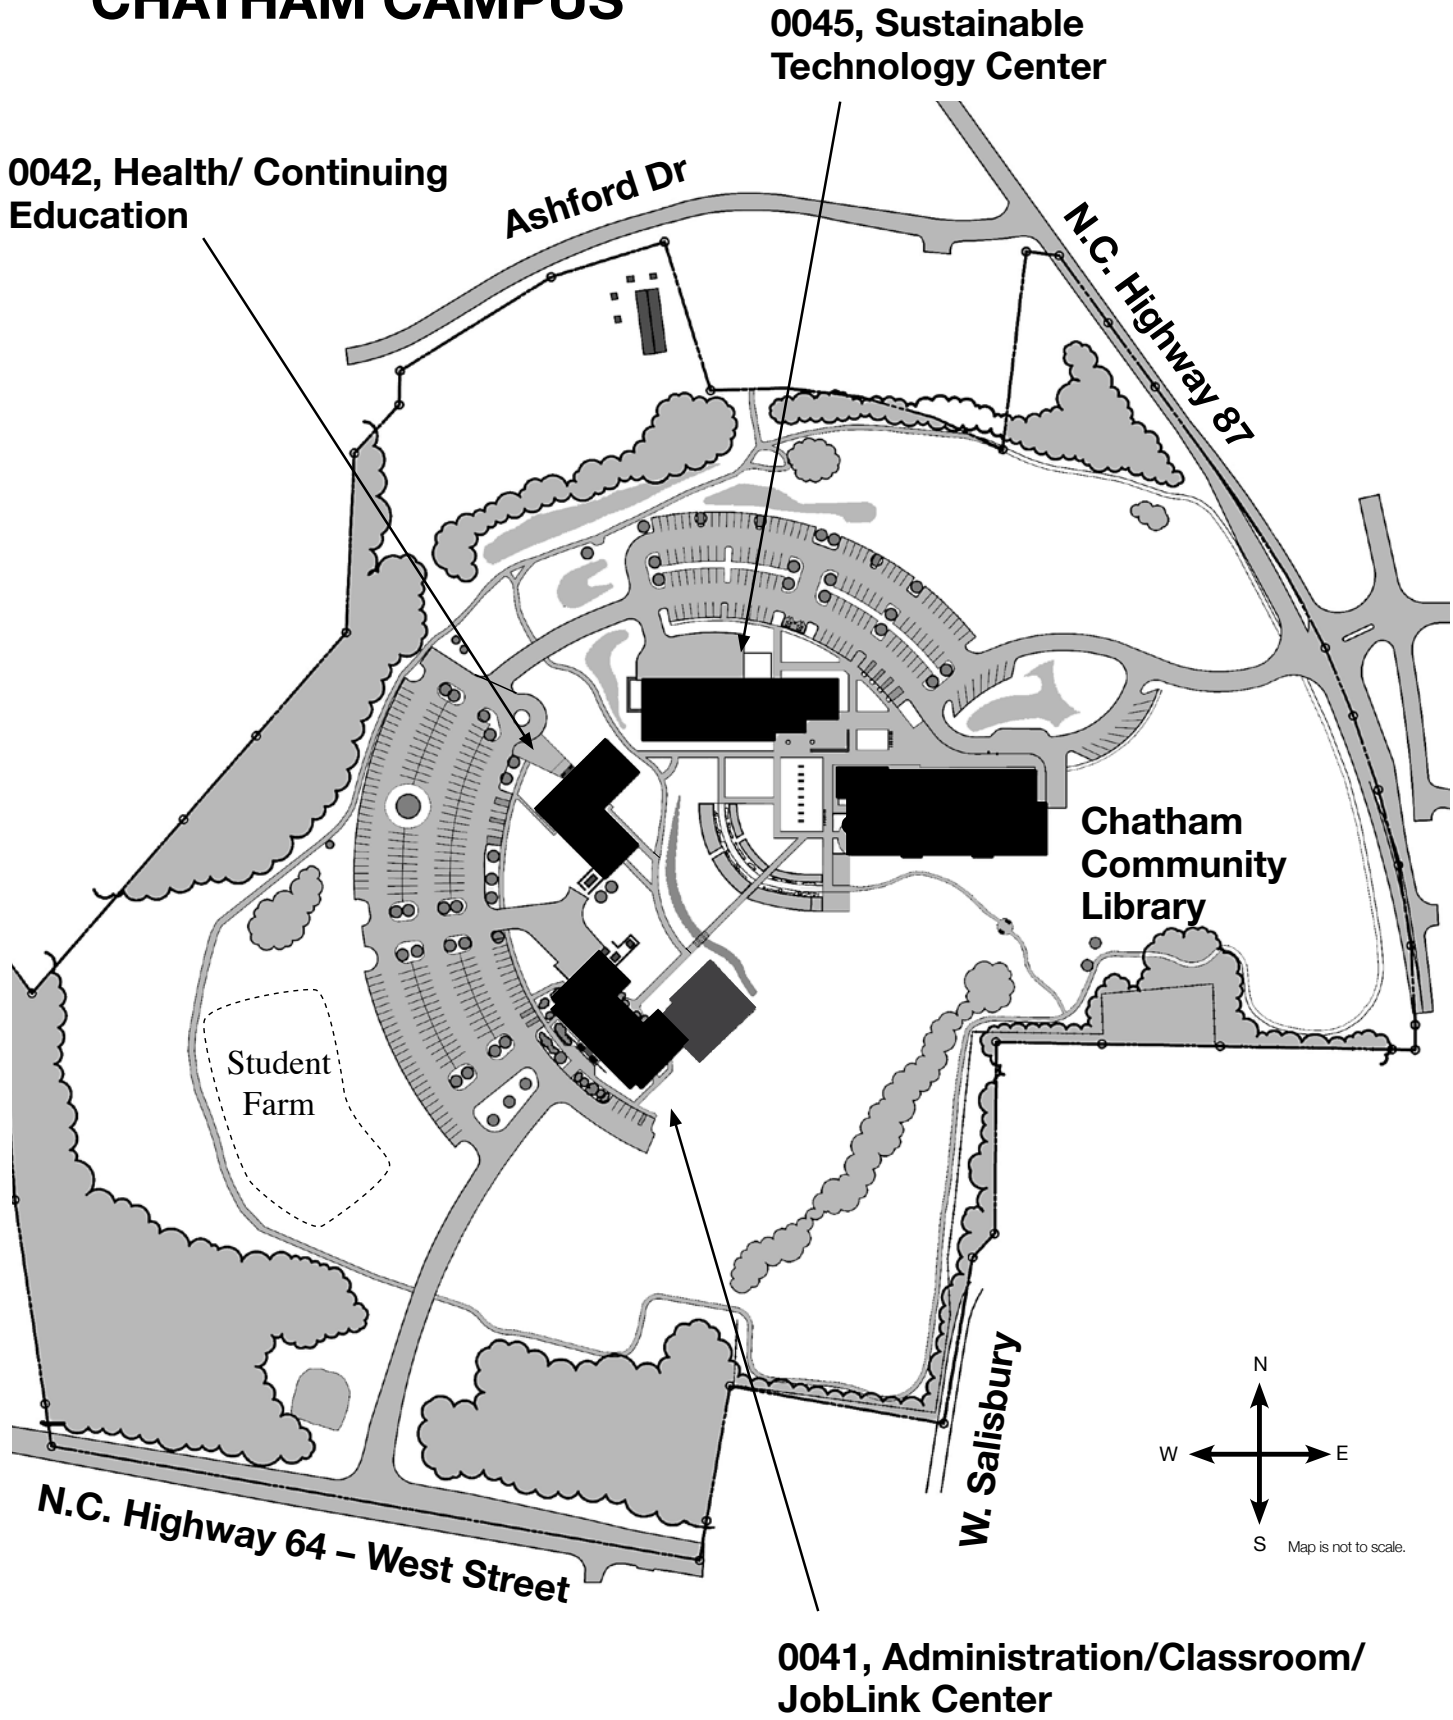 CHATHAM CAMPUS
0045, Sustainable
Technology Center
0042, Health/ Continuing
Education
Ashford Dr
N.C. Highway 87
Chatham
Community
Library
Student
Farm
W. Salisbury
N.C. Highway 64 – West Street
N
W
E
S
Map is not to scale.
0041, Administration/Classroom/
JobLink Center